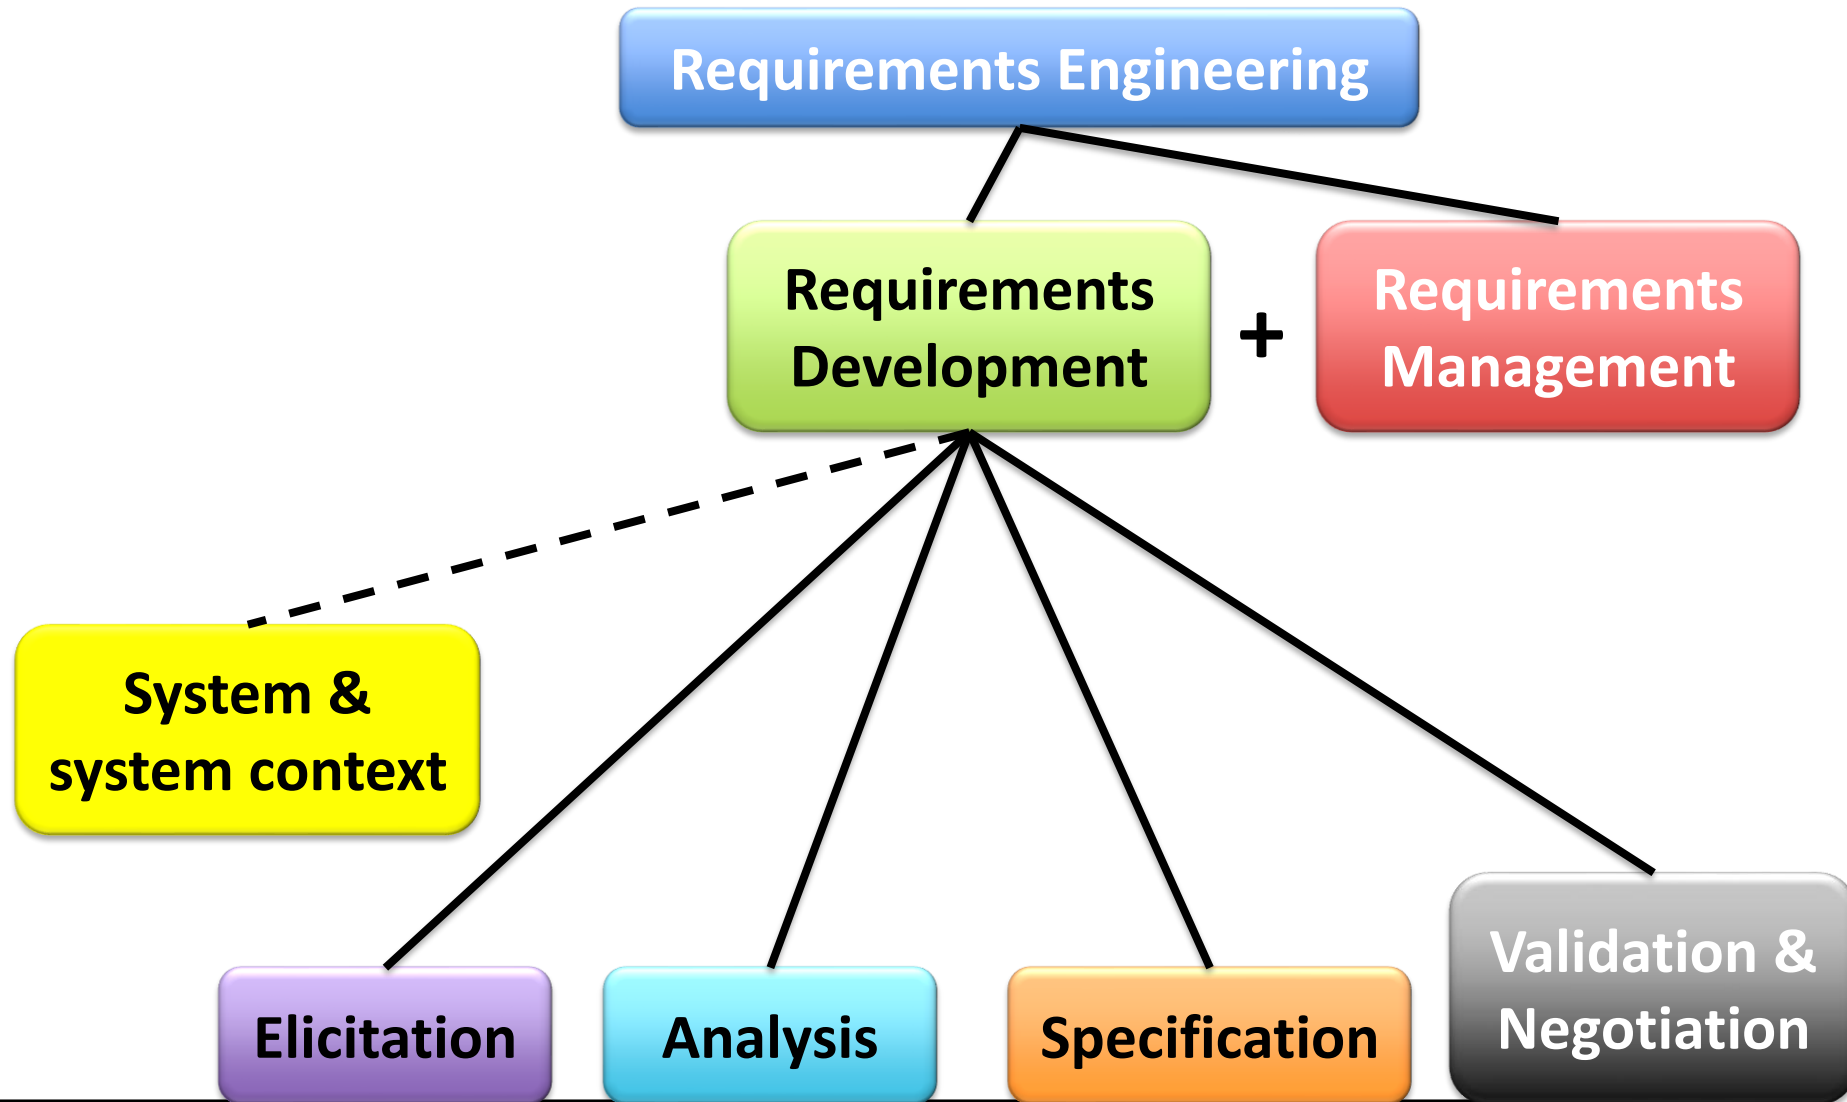 Requirements Engineering
Requirements
Development
+
Requirements
Management
System &
system context
Elicitation
Analysis
Specification
Validation &
Negotiation